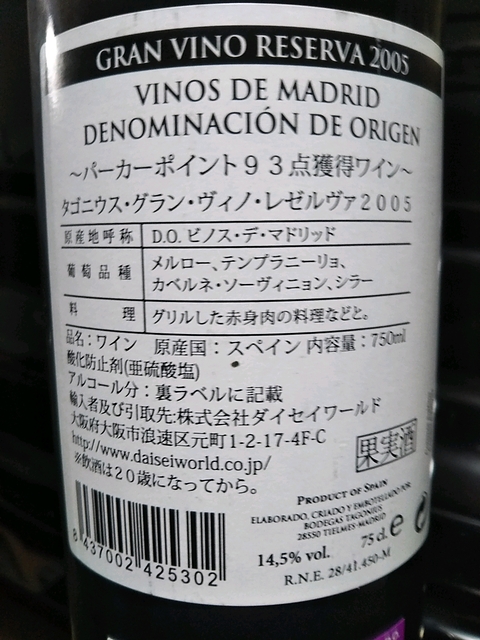 GRAN VINO RESERVA 2005
VINOS DE MADRID
DENOMINACIÓN DE ORIGEN
～パーカーポイント93点獲得ワイン～
タゴニウス・グラン・ヴィノ・レゼルヴァ2005
原産地呼称 D.O. ビノス・デ・マドリッド
葡萄品種 メルロー、テンプラニーリョ、
カベルネ・ソーヴィニョン、シラー
料理 グリルした赤身肉の料理などと。
品名：ワイン 原産国：スペイン 内容量：750ml
酸化防止剤(亜硫酸塩)
アルコール分：裏ラベルに記載
輸入者及び引取先:株式会社ダイセイワールド
大阪府大阪市浪速区元町1-2-17-4F-C
http://www.daiseiworld.co.jp/
※飲酒は20歳になってから。
果実酒
PRODUCT OF SPAIN
ELABORADO, CRIADO Y EMBOTELLADO POR
BODEGAS TAGONIUS
28550 TIELMES-MADRID
14,5% vol. 75 cl. e
R.N.E. 28/41.450-M
8 437002 425302